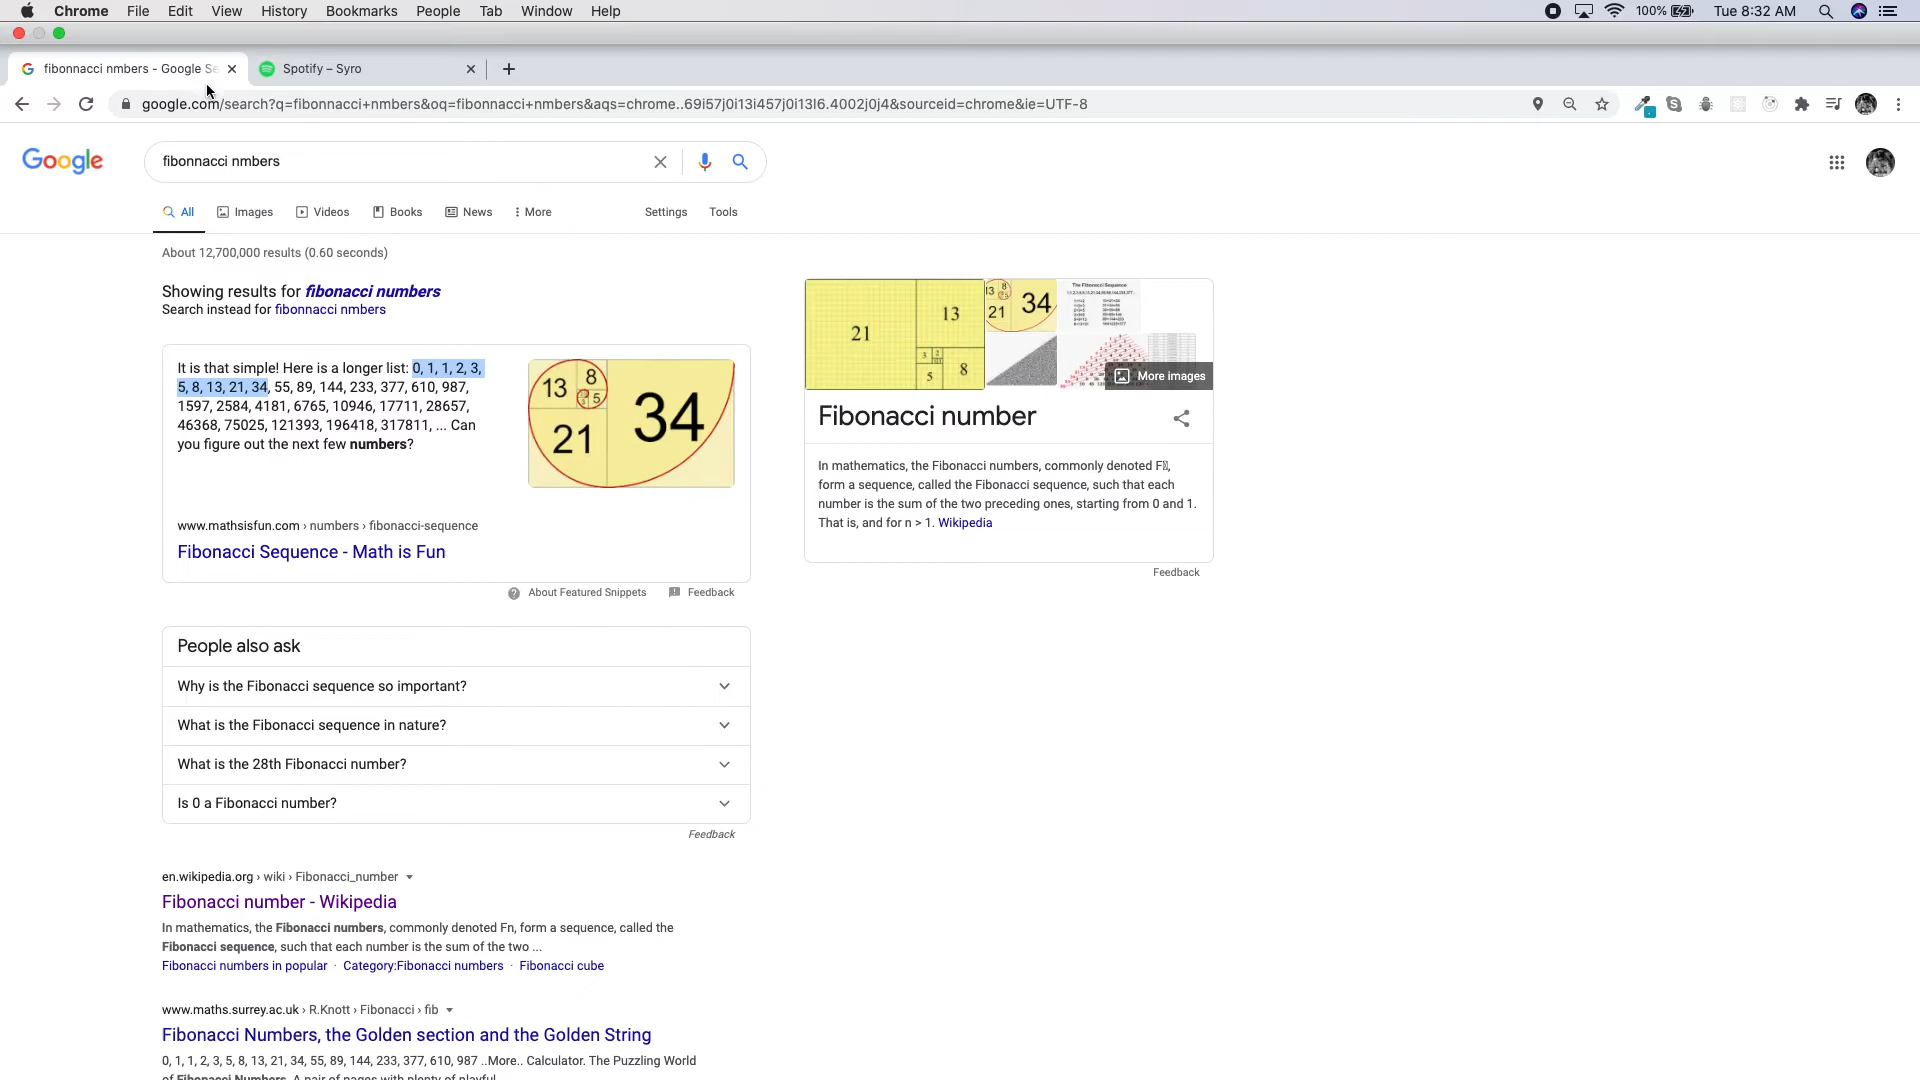 Chrome File Edit View History Bookmarks People Tab Window Help 100% Tue 8:32 AM
fibonnacci nmbers - Google Se Spotify – Syro
google.com/search?q=fibonnacci+nmbers&oq=fibonnacci+nmbers&aqs=chrome..69i57j0i13i457j0i13l6.4002j0j4&sourceid=chrome&ie=UTF-8
Google fibonnacci nmbers
All Images Videos Books News More Settings Tools
About 12,700,000 results (0.60 seconds)
Showing results for fibonacci numbers
Search instead for fibonnacci nmbers
It is that simple! Here is a longer list: 0, 1, 1, 2, 3,
5, 8, 13, 21, 34, 55, 89, 144, 233, 377, 610, 987,
1597, 2584, 4181, 6765, 10946, 17711, 28657,
46368, 75025, 121393, 196418, 317811, ... Can
you figure out the next few numbers?
13 8
5
21 34
www.mathsisfun.com › numbers › fibonacci-sequence
Fibonacci Sequence - Math is Fun
About Featured Snippets Feedback
People also ask
Why is the Fibonacci sequence so important?
What is the Fibonacci sequence in nature?
What is the 28th Fibonacci number?
Is 0 a Fibonacci number?
Feedback
en.wikipedia.org › wiki › Fibonacci_number
Fibonacci number - Wikipedia
In mathematics, the Fibonacci numbers, commonly denoted Fn, form a sequence, called the
Fibonacci sequence, such that each number is the sum of the two ...
Fibonacci numbers in popular · Category:Fibonacci numbers · Fibonacci cube
www.maths.surrey.ac.uk › R.Knott › Fibonacci › fib
Fibonacci Numbers, the Golden section and the Golden String
0, 1, 1, 2, 3, 5, 8, 13, 21, 34, 55, 89, 144, 233, 377, 610, 987 ..More.. Calculator. The Puzzling World
of Fibonacci Numbers. A pair of pages with plenty of playful
21 13
3 2
5 8
13 8
21 34
The Fibonacci Sequence
More images
Fibonacci number
In mathematics, the Fibonacci numbers, commonly denoted F,
form a sequence, called the Fibonacci sequence, such that each
number is the sum of the two preceding ones, starting from 0 and 1.
That is, and for n > 1. Wikipedia
Feedback